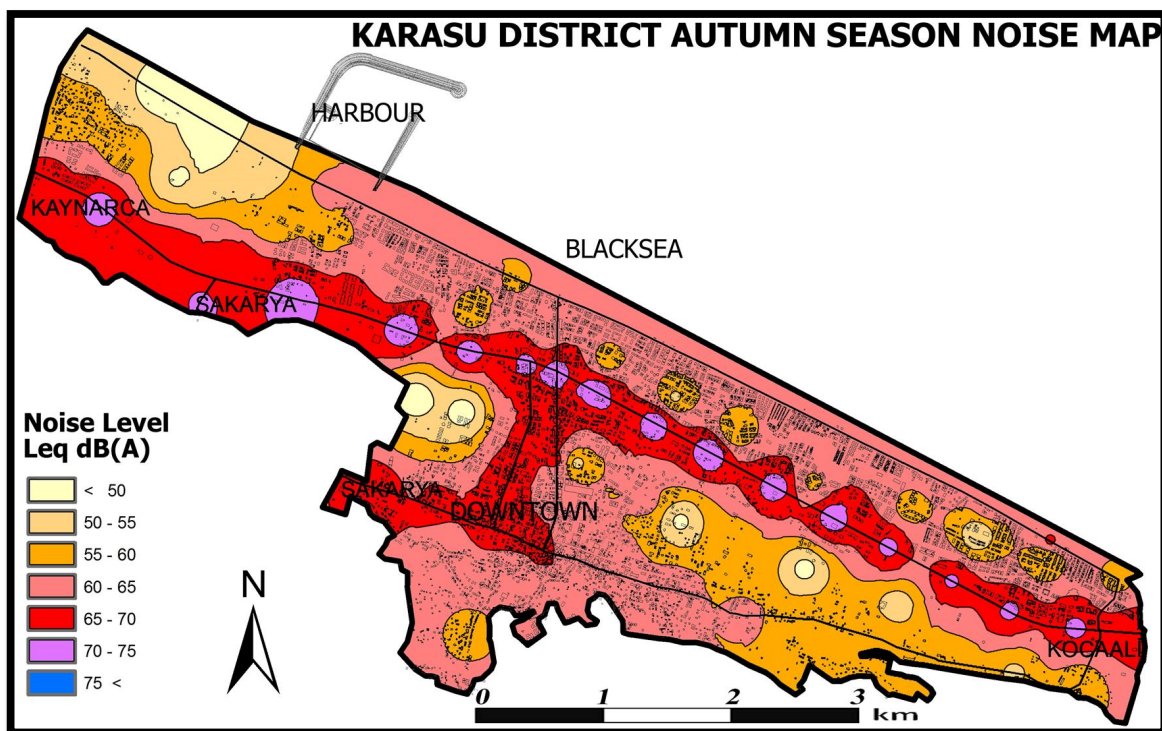 KARASU DISTRICT AUTUMN SEASON NOISE MAP
HARBOUR
KAYNARCA
BLACKSEA
SAKARYA
Noise Level
Leq dB(A)
< 50
50 - 55
55 - 60
60 - 65
65 - 70
70 - 75
75 <
SAKARYA
DOWNTOWN
KOCAALİ
N
0 1 2 3
km